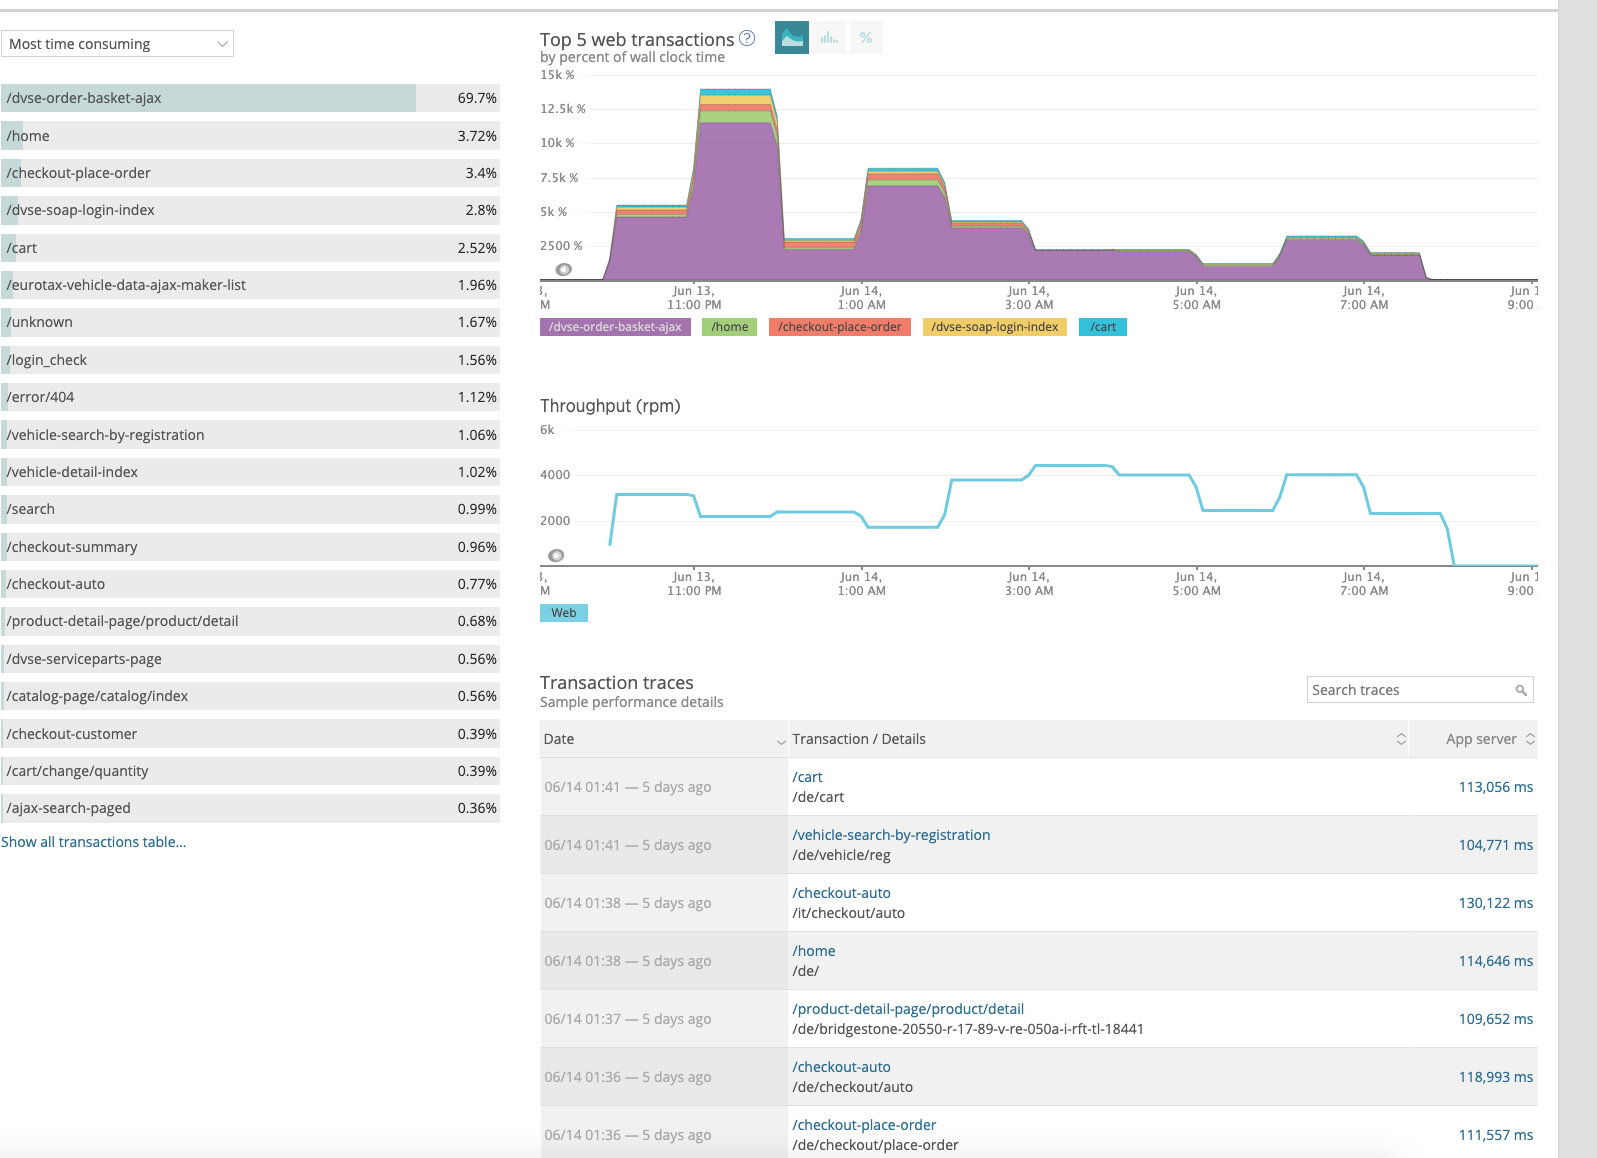 Most time consuming
/dvse-order-basket-ajax 69.7%
/home 3.72%
/checkout-place-order 3.4%
/dvse-soap-login-index 2.8%
/cart 2.52%
/eurotax-vehicle-data-ajax-maker-list 1.96%
/unknown 1.67%
/login_check 1.56%
/error/404 1.12%
/vehicle-search-by-registration 1.06%
/vehicle-detail-index 1.02%
/search 0.99%
/checkout-summary 0.96%
/checkout-auto 0.77%
/product-detail-page/product/detail 0.68%
/dvse-serviceparts-page 0.56%
/catalog-page/catalog/index 0.56%
/checkout-customer 0.39%
/cart/change/quantity 0.39%
/ajax-search-paged 0.36%
Show all transactions table...
Top 5 web transactions ? %
by percent of wall clock time
15k %
12.5k %
10k %
7.5k %
5k %
2500 %
3, Jun 13, Jun 14, Jun 14, Jun 14, Jun 14, Jun 1
M 11:00 PM 1:00 AM 3:00 AM 5:00 AM 7:00 AM 9:00
/dvse-order-basket-ajax /home /checkout-place-order /dvse-soap-login-index /cart
Throughput (rpm)
6k
4000
2000
3, Jun 13, Jun 14, Jun 14, Jun 14, Jun 14, Jun 1
M 11:00 PM 1:00 AM 3:00 AM 5:00 AM 7:00 AM 9:00
Web
Transaction traces
Sample performance details
Search traces
Date Transaction / Details App server
06/14 01:41 — 5 days ago /cart 113,056 ms
/de/cart
06/14 01:41 — 5 days ago /vehicle-search-by-registration 104,771 ms
/de/vehicle/reg
06/14 01:38 — 5 days ago /checkout-auto 130,122 ms
/it/checkout/auto
06/14 01:38 — 5 days ago /home 114,646 ms
/de/
06/14 01:37 — 5 days ago /product-detail-page/product/detail 109,652 ms
/de/bridgestone-20550-r-17-89-v-re-050a-i-rft-tl-18441
06/14 01:36 — 5 days ago /checkout-auto 118,993 ms
/de/checkout/auto
06/14 01:36 — 5 days ago /checkout-place-order 111,557 ms
/de/checkout/place-order